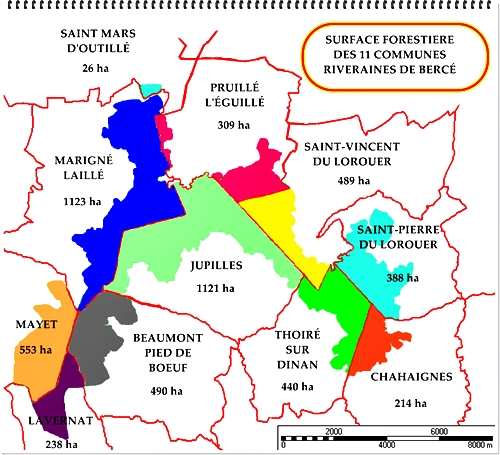 SAINT MARS
D'OUTILLÉ
26 ha
SURFACE FORESTIERE
DES 11 COMMUNES
RIVERAINES DE BERCÉ
PRUILLÉ
L'ÉGUILLÉ
309 ha
MARIGNÉ
LAILLÉ
1123 ha
SAINT-VINCENT
DU LOROUER
489 ha
SAINT-PIERRE
DU LOROUER
388 ha
JUPILLES
1121 ha
MAYET
553 ha
BEAUMONT
PIED DE
BOEUF
490 ha
THOIRÉ
SUR
DINAN
440 ha
CHAHAIGNES
214 ha
LAVERNAT
238 ha
2000 6000
0 4000 8000 m